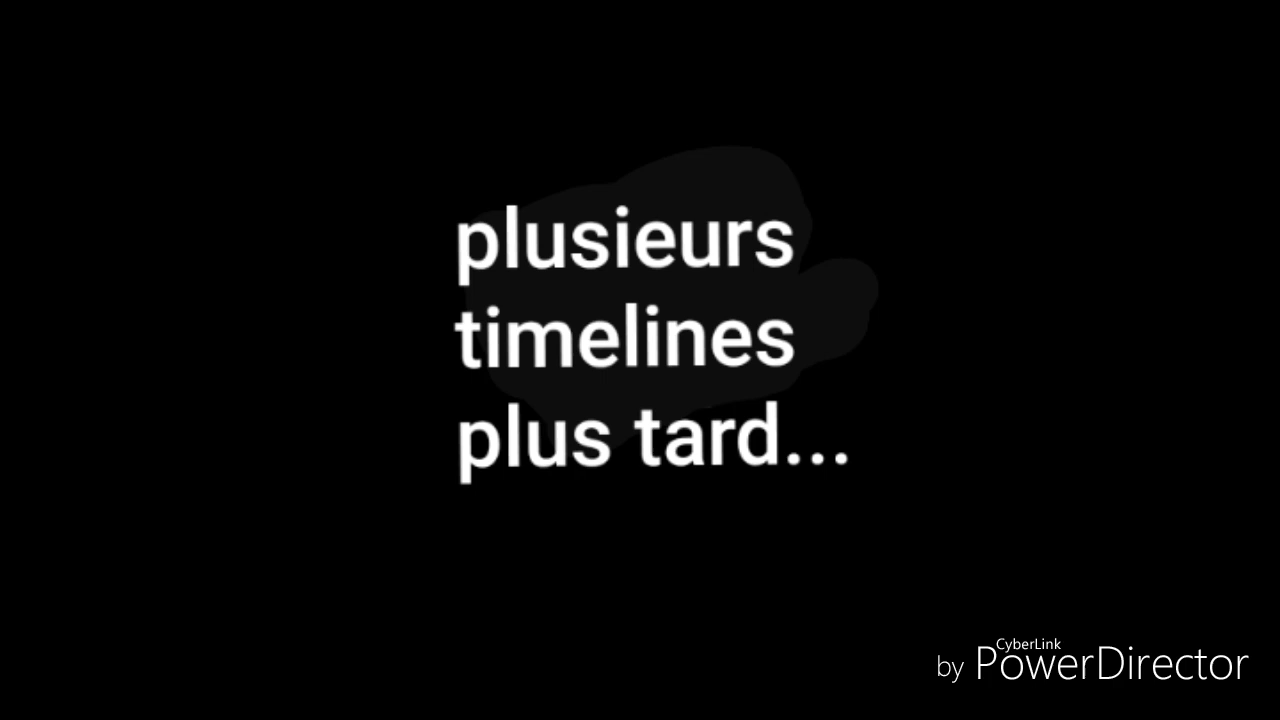 plusieurs
timelines
plus tard...
CyberLink
by PowerDirector